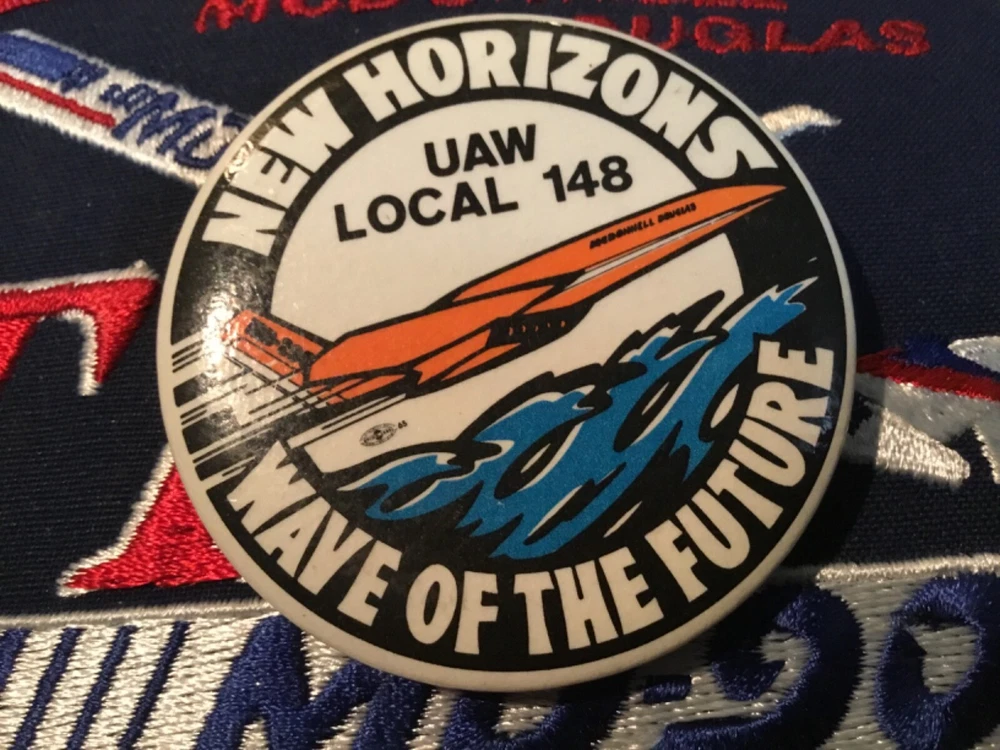 DOUGLAS
NEW HORIZONS
UAW
LOCAL 148
MCDONNELL DOUGLAS
WAVE OF THE FUTURE